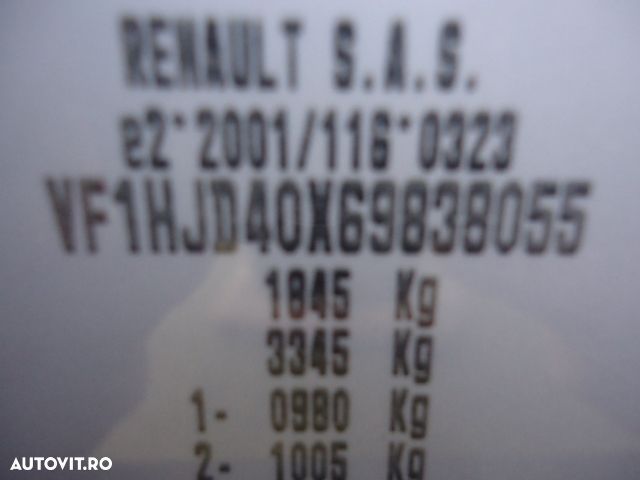 RENAULT S.A.S.
e2*2001/116*0323
VF1HJD40X69838055
1845 Kg
3345 Kg
1- 0980 Kg
2- 1005 Kg
AUTOVIT.RO